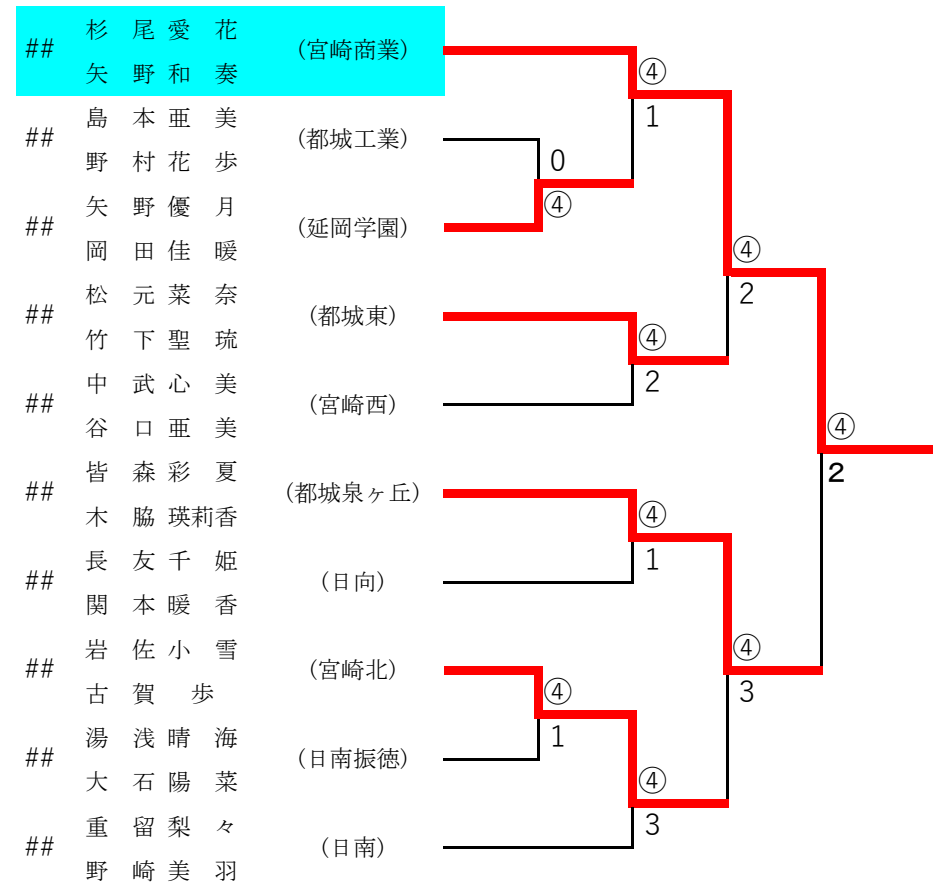 杉 尾 愛 花
## (宮崎商業)
矢 野 和 奏
④
1
島 本 亜 美
## (都城工業)
野 村 花 歩
0
④
矢 野 優 月
## (延岡学園)
岡 田 佳 暖
④
2
松 元 菜 奈
## (都城東)
竹 下 聖 琉
④
2
中 武 心 美
## (宮崎西)
谷 口 亜 美
④
2
皆 森 彩 夏
## (都城泉ヶ丘)
木 脇 瑛莉香
④
1
長 友 千 姫
## (日向)
関 本 暖 香
④
3
岩 佐 小 雪
## (宮崎北)
古 賀 歩
④
1
湯 浅 晴 海
## (日南振徳)
大 石 陽 菜
④
3
重 留 梨 々
## (日南)
野 崎 美 羽